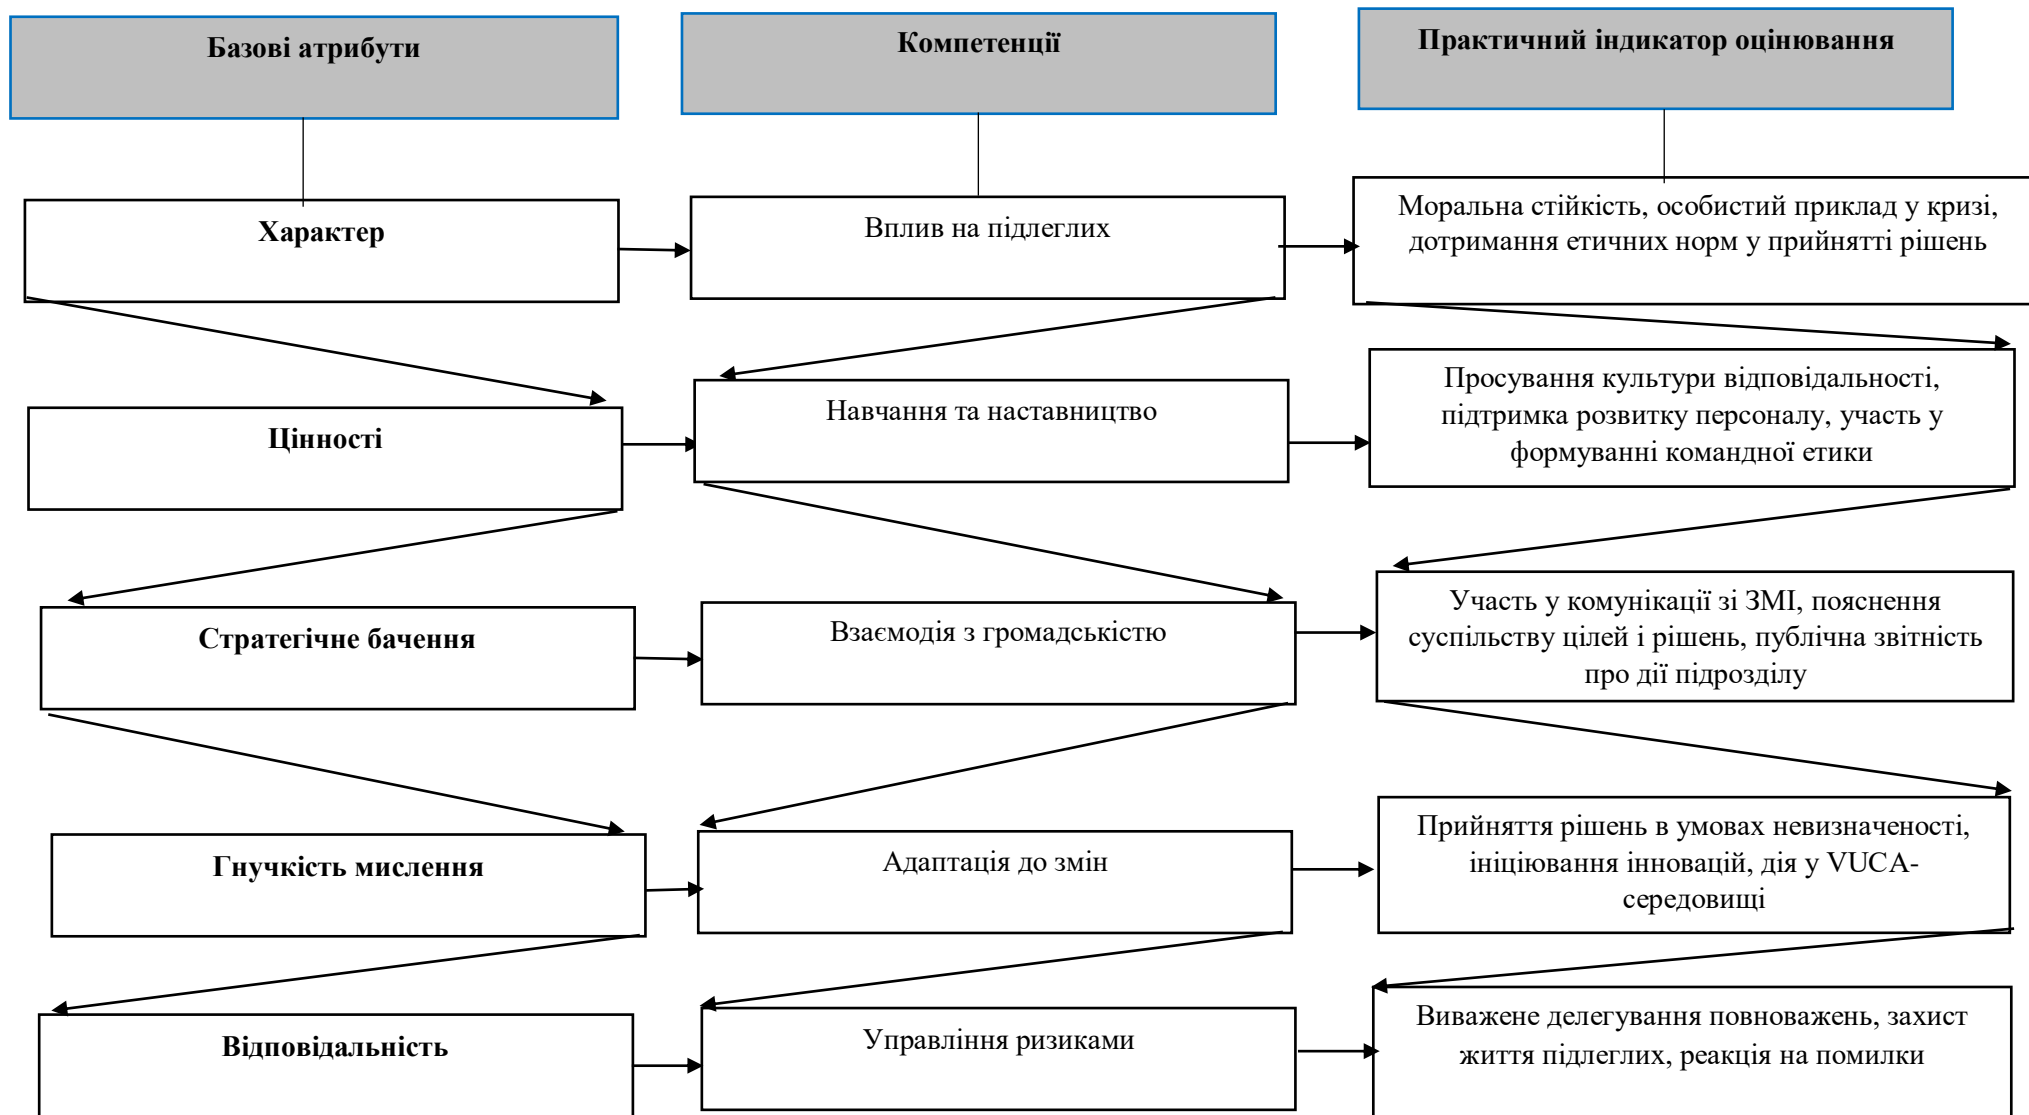 Базові атрибути
Компетенції
Практичний індикатор оцінювання
Характер
Вплив на підлеглих
Моральна стійкість, особистий приклад у кризі,
дотримання етичних норм у прийнятті рішень
Цінності
Навчання та наставництво
Просування культури відповідальності,
підтримка розвитку персоналу, участь у
формуванні командної етики
Стратегічне бачення
Взаємодія з громадськістю
Участь у комунікації зі ЗМІ, пояснення
суспільству цілей і рішень, публічна звітність
про дії підрозділу
Гнучкість мислення
Адаптація до змін
Прийняття рішень в умовах невизначеності,
ініціювання інновацій, дія у VUCA-
середовищі
Відповідальність
Управління ризиками
Виважене делегування повноважень, захист
життя підлеглих, реакція на помилки